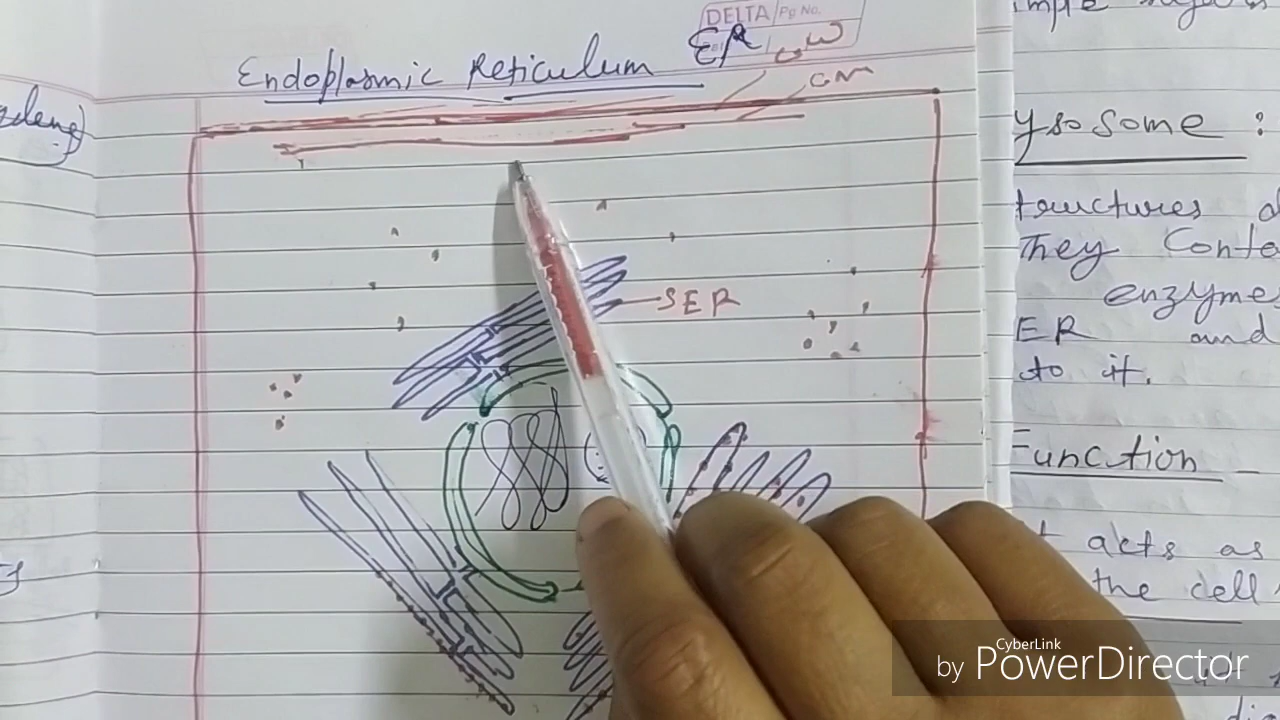 DELTA Pg No.
Endoplasmic Reticulum ER
CW
CM
SER
ysosome :
tructures
They Conta
enzyme
ER and
to it.
Function
acts as
the cell
CyberLink
by PowerDirector